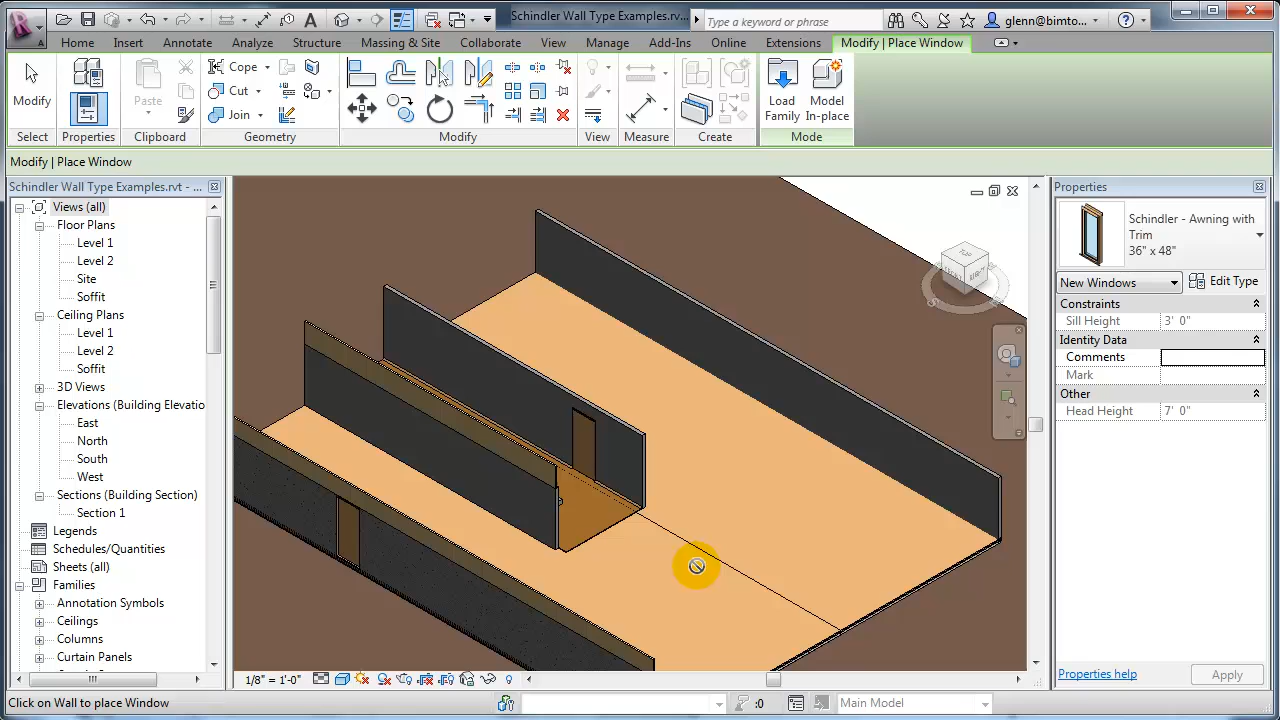 Schindler Wall Type Examples.rv...
Type a keyword or phrase
glenn@bimto...
Home Insert Annotate Analyze Structure Massing & Site Collaborate View Manage Add-Ins Online Extensions Modify | Place Window
Modify
Paste
Cope
Cut
Join
Load Family
Model In-place
Select Properties Clipboard Geometry Modify View Measure Create Mode
Modify | Place Window
Schindler Wall Type Examples.rvt - ...
Views (all)
Floor Plans
Level 1
Level 2
Site
Soffit
Ceiling Plans
Level 1
Level 2
Soffit
3D Views
Elevations (Building Elevatio
East
North
South
West
Sections (Building Section)
Section 1
Legends
Schedules/Quantities
Sheets (all)
Families
Annotation Symbols
Ceilings
Columns
Curtain Panels
TOP
1/8" = 1'-0"
Properties
Schindler - Awning with Trim
36" x 48"
New Windows
Edit Type
Constraints
Sill Height 3' 0"
Identity Data
Comments
Mark
Other
Head Height 7' 0"
Properties help
Apply
Click on Wall to place Window
:0
Main Model